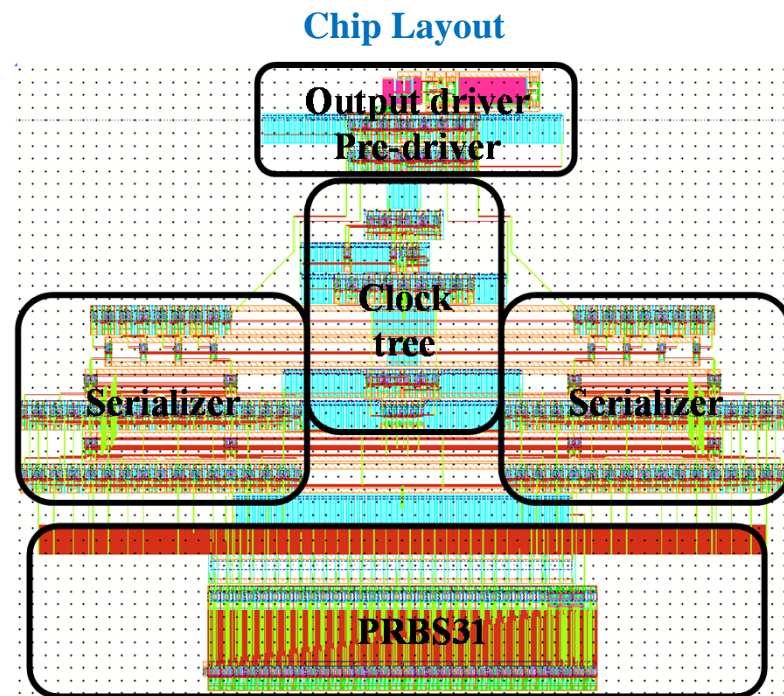 Chip Layout
Output driver
Pre-driver
Clock
tree
Serializer
Serializer
PRBS31